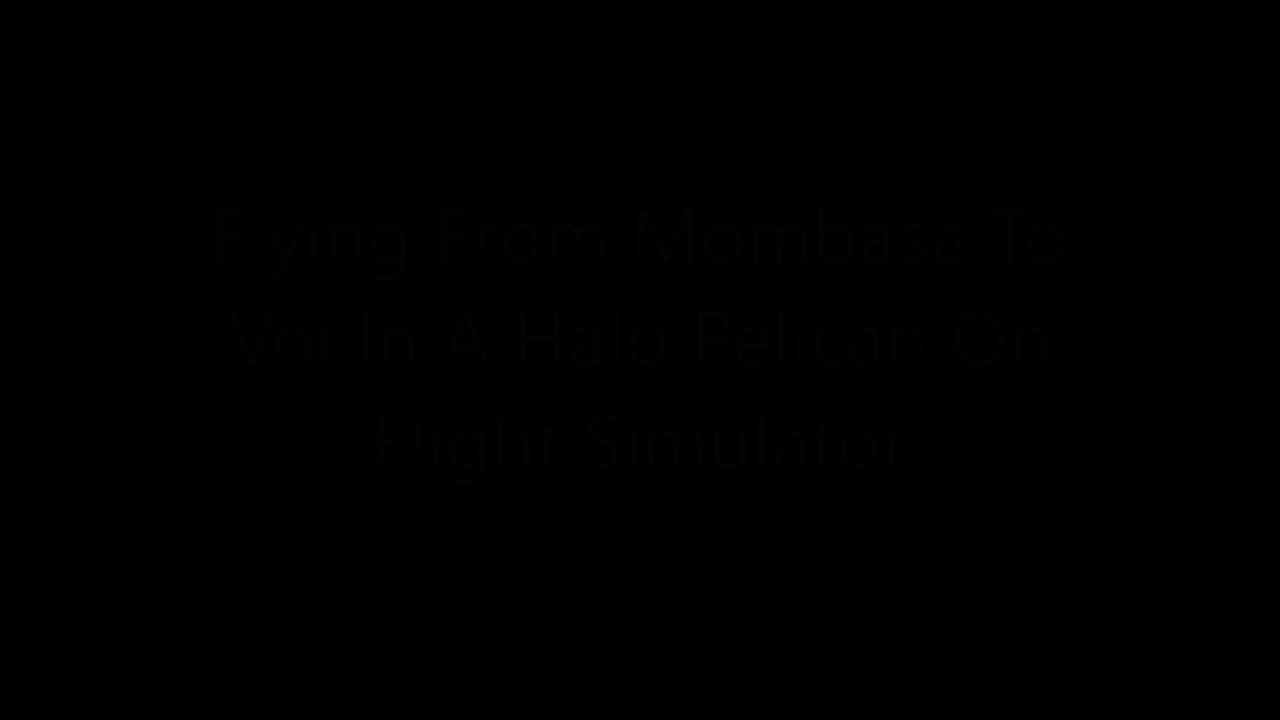 Flying From Mombasa To
Voi In A Halo Pelican On
Flight Simulator